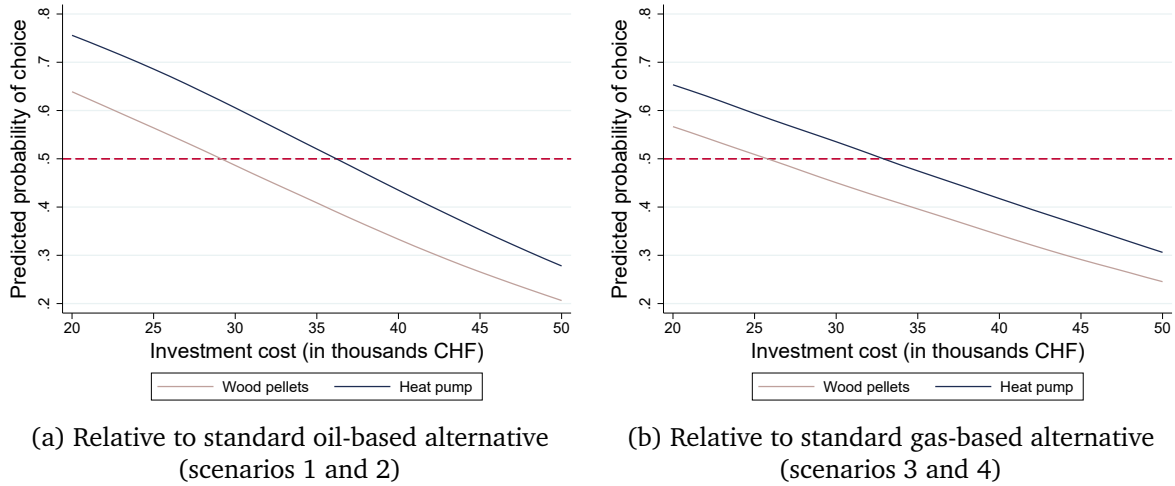 Predicted probability of choice
.8
.7
.6
.5
.4
.3
.2
20 25 30 35 40 45 50
Investment cost (in thousands CHF)
Wood pellets Heat pump
(a) Relative to standard oil-based alternative
(scenarios 1 and 2)
Predicted probability of choice
.8
.7
.6
.5
.4
.3
.2
20 25 30 35 40 45 50
Investment cost (in thousands CHF)
Wood pellets Heat pump
(b) Relative to standard gas-based alternative
(scenarios 3 and 4)